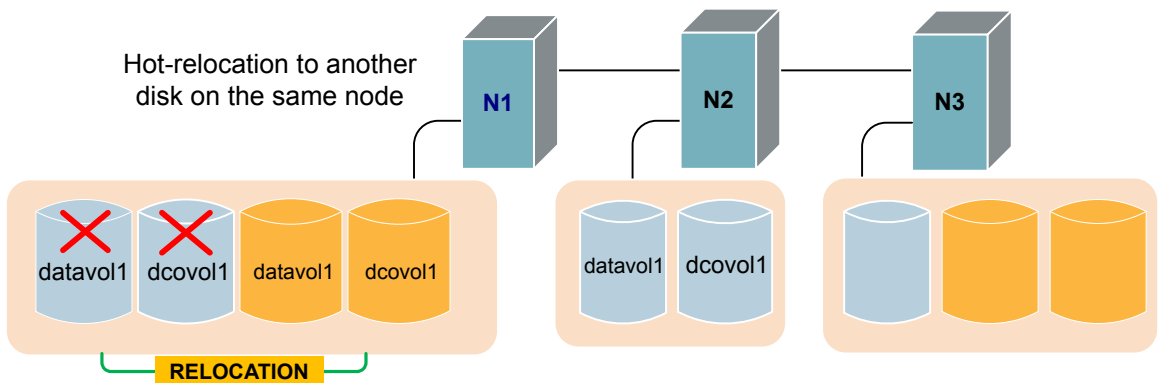 Hot-relocation to another
disk on the same node
N1
N2
N3
datavol1
dcovol1
datavol1
dcovol1
datavol1
dcovol1
RELOCATION